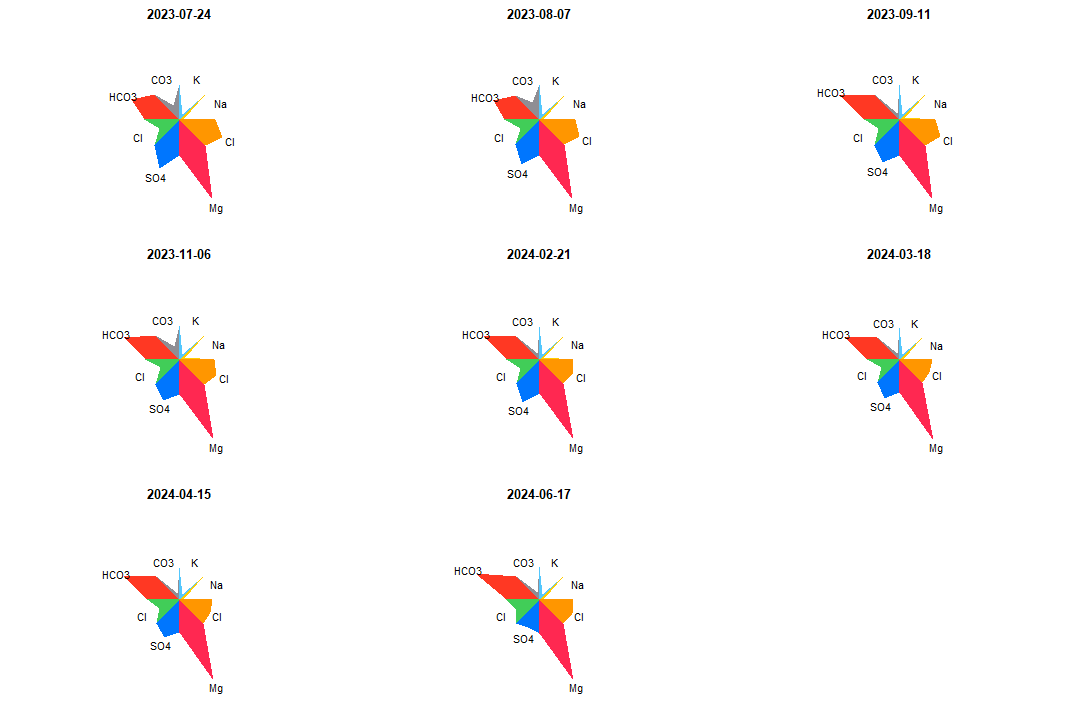 2023-07-24
2023-08-07
2023-09-11
CO3 K
CO3 K
CO3 K
HCO3 Na
HCO3 Na
HCO3 Na
Cl Cl
Cl Cl
Cl Cl
SO4
SO4
SO4
Mg
Mg
Mg
2023-11-06
2024-02-21
2024-03-18
CO3 K
CO3 K
CO3 K
HCO3 Na
HCO3 Na
HCO3 Na
Cl Cl
Cl Cl
Cl Cl
SO4
SO4
SO4
Mg
Mg
Mg
2024-04-15
2024-06-17
CO3 K
CO3 K
HCO3 Na
HCO3 Na
Cl Cl
Cl Cl
SO4
SO4
Mg
Mg